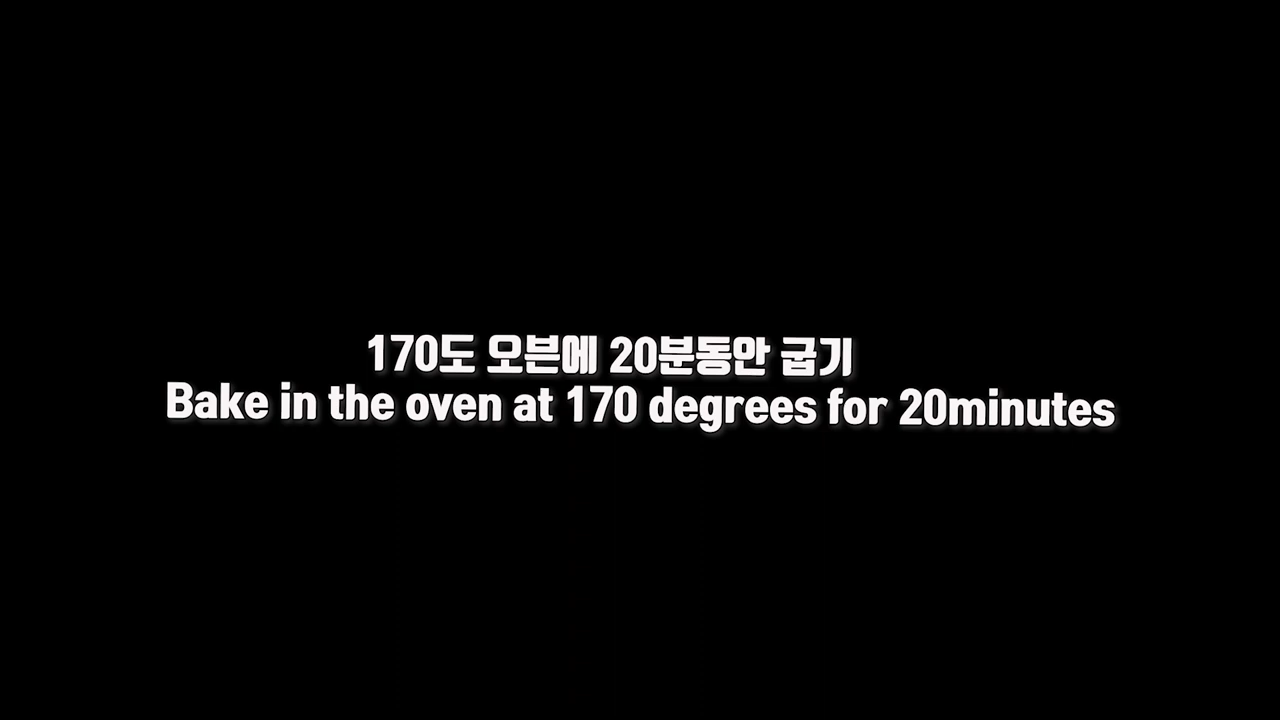 170도 오븐에 20분동안 굽기
Bake in the oven at 170 degrees for 20minutes